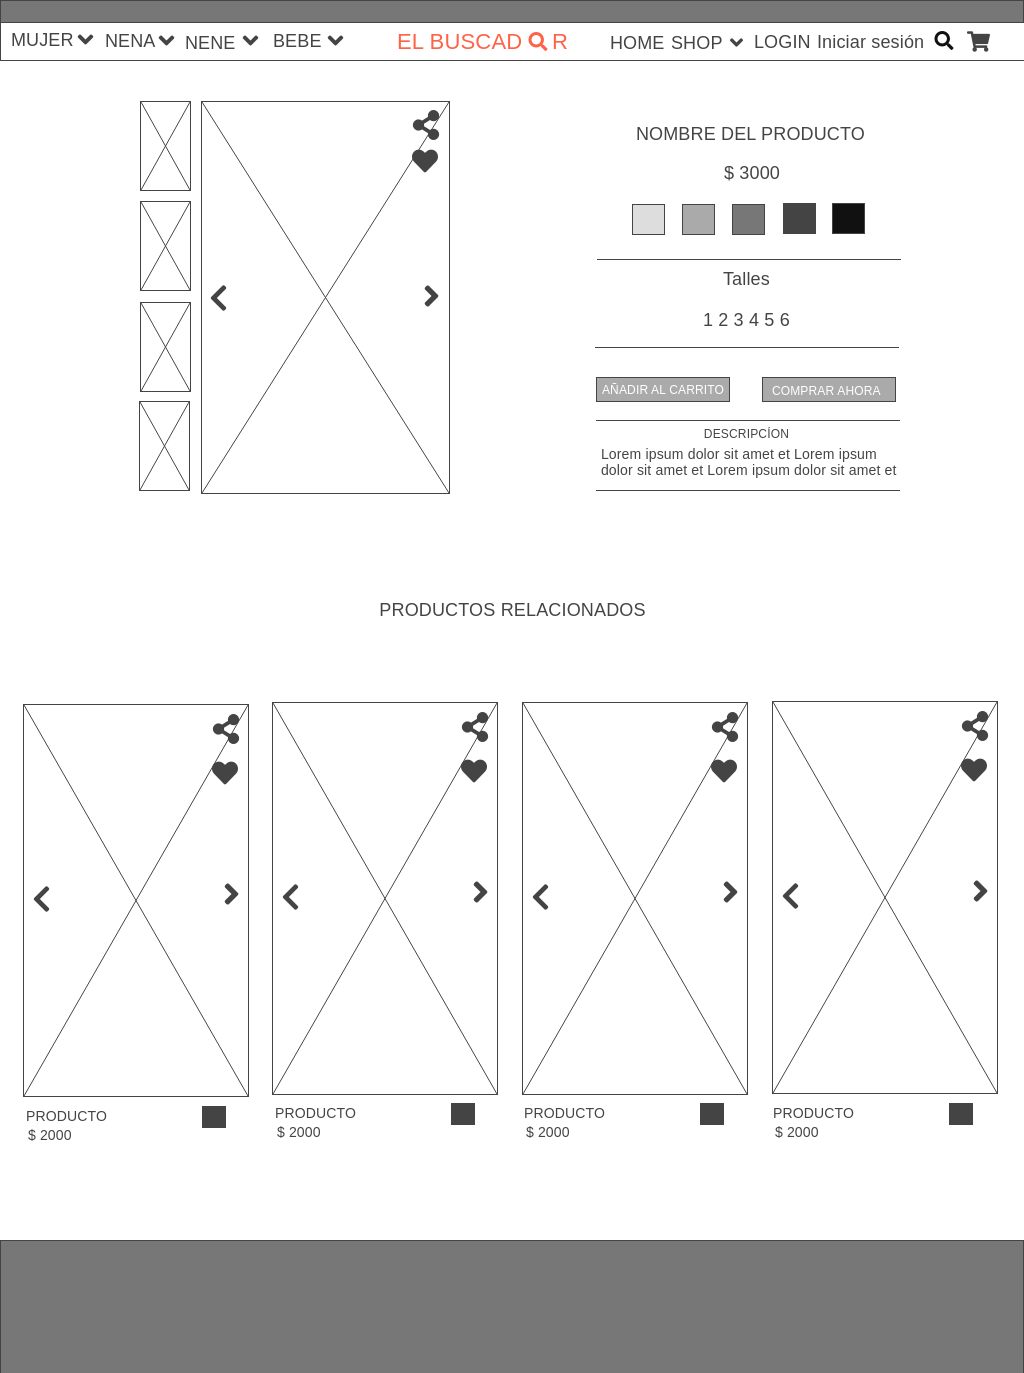 MUJER NENA NENE BEBE EL BUSCAD R HOME SHOP LOGIN Iniciar sesión
NOMBRE DEL PRODUCTO
$ 3000
Talles
1 2 3 4 5 6
AÑADIR AL CARRITO COMPRAR AHORA
DESCRIPCÍON
Lorem ipsum dolor sit amet et Lorem ipsum
dolor sit amet et Lorem ipsum dolor sit amet et
PRODUCTOS RELACIONADOS
PRODUCTO PRODUCTO PRODUCTO PRODUCTO
$ 2000 $ 2000 $ 2000 $ 2000